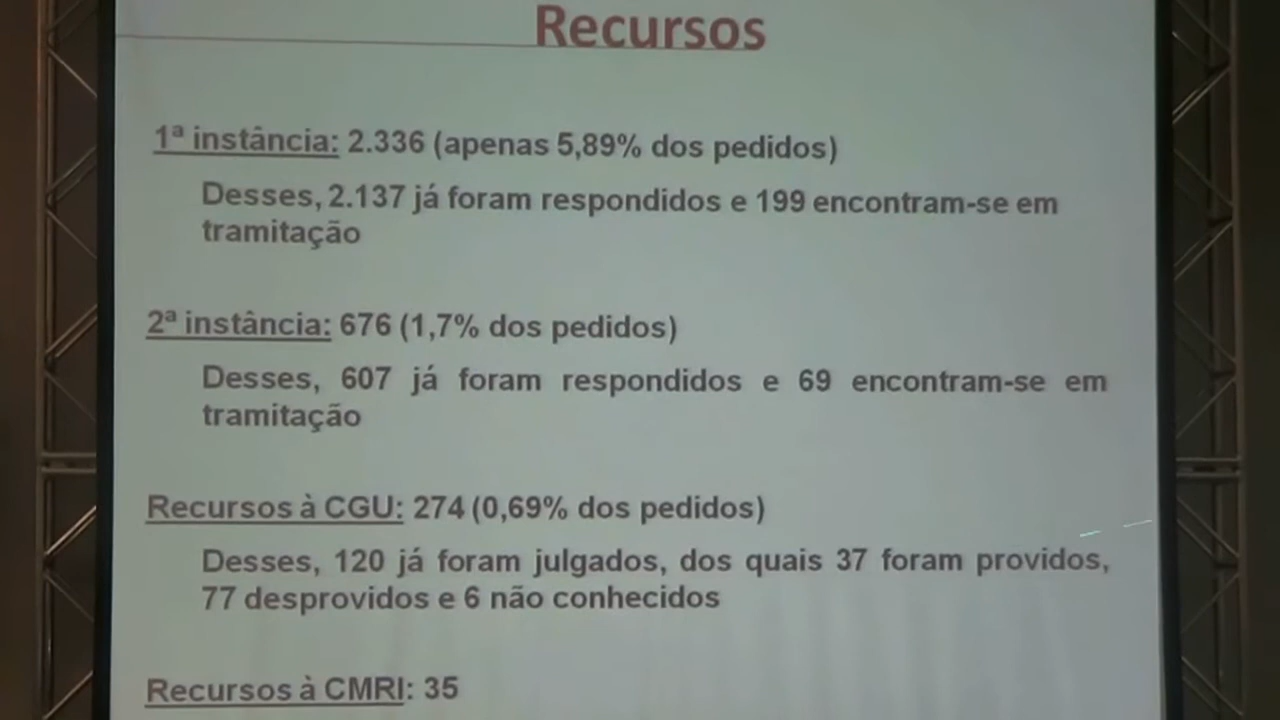 Recursos
1ª instância: 2.336 (apenas 5,89% dos pedidos)
Desses, 2.137 já foram respondidos e 199 encontram-se em
tramitação
2ª instância: 676 (1,7% dos pedidos)
Desses, 607 já foram respondidos e 69 encontram-se em
tramitação
Recursos à CGU: 274 (0,69% dos pedidos)
Desses, 120 já foram julgados, dos quais 37 foram providos,
77 desprovidos e 6 não conhecidos
Recursos à CMRI: 35